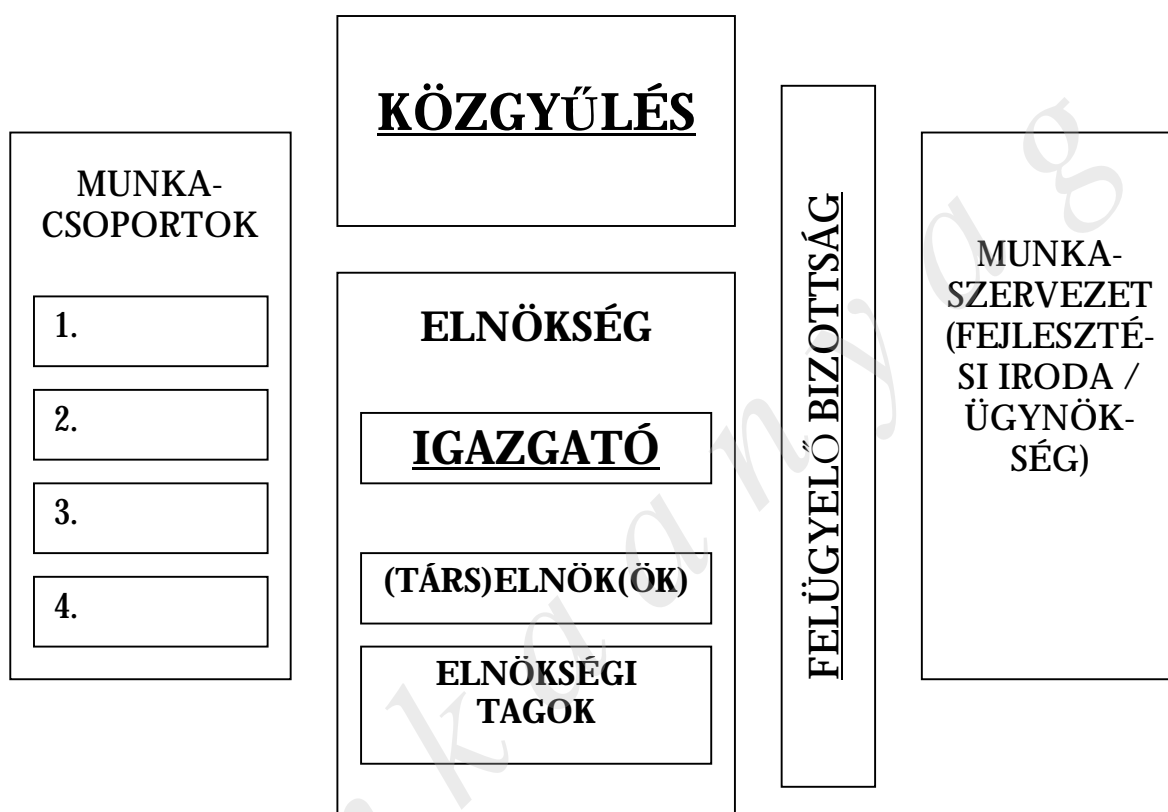 KÖZGYŰLÉS
MUNKA-
CSOPORTOK
1.
2.
3.
4.
ELNÖKSÉG
IGAZGATÓ
(TÁRS)ELNÖK(ÖK)
ELNÖKSÉGI
TAGOK
FELÜGYELŐ BIZOTTSÁG
MUNKA-
SZERVEZET
(FEJLESZTÉ-
SI IRODA /
ÜGYNÖK-
SÉG)
kaanyag